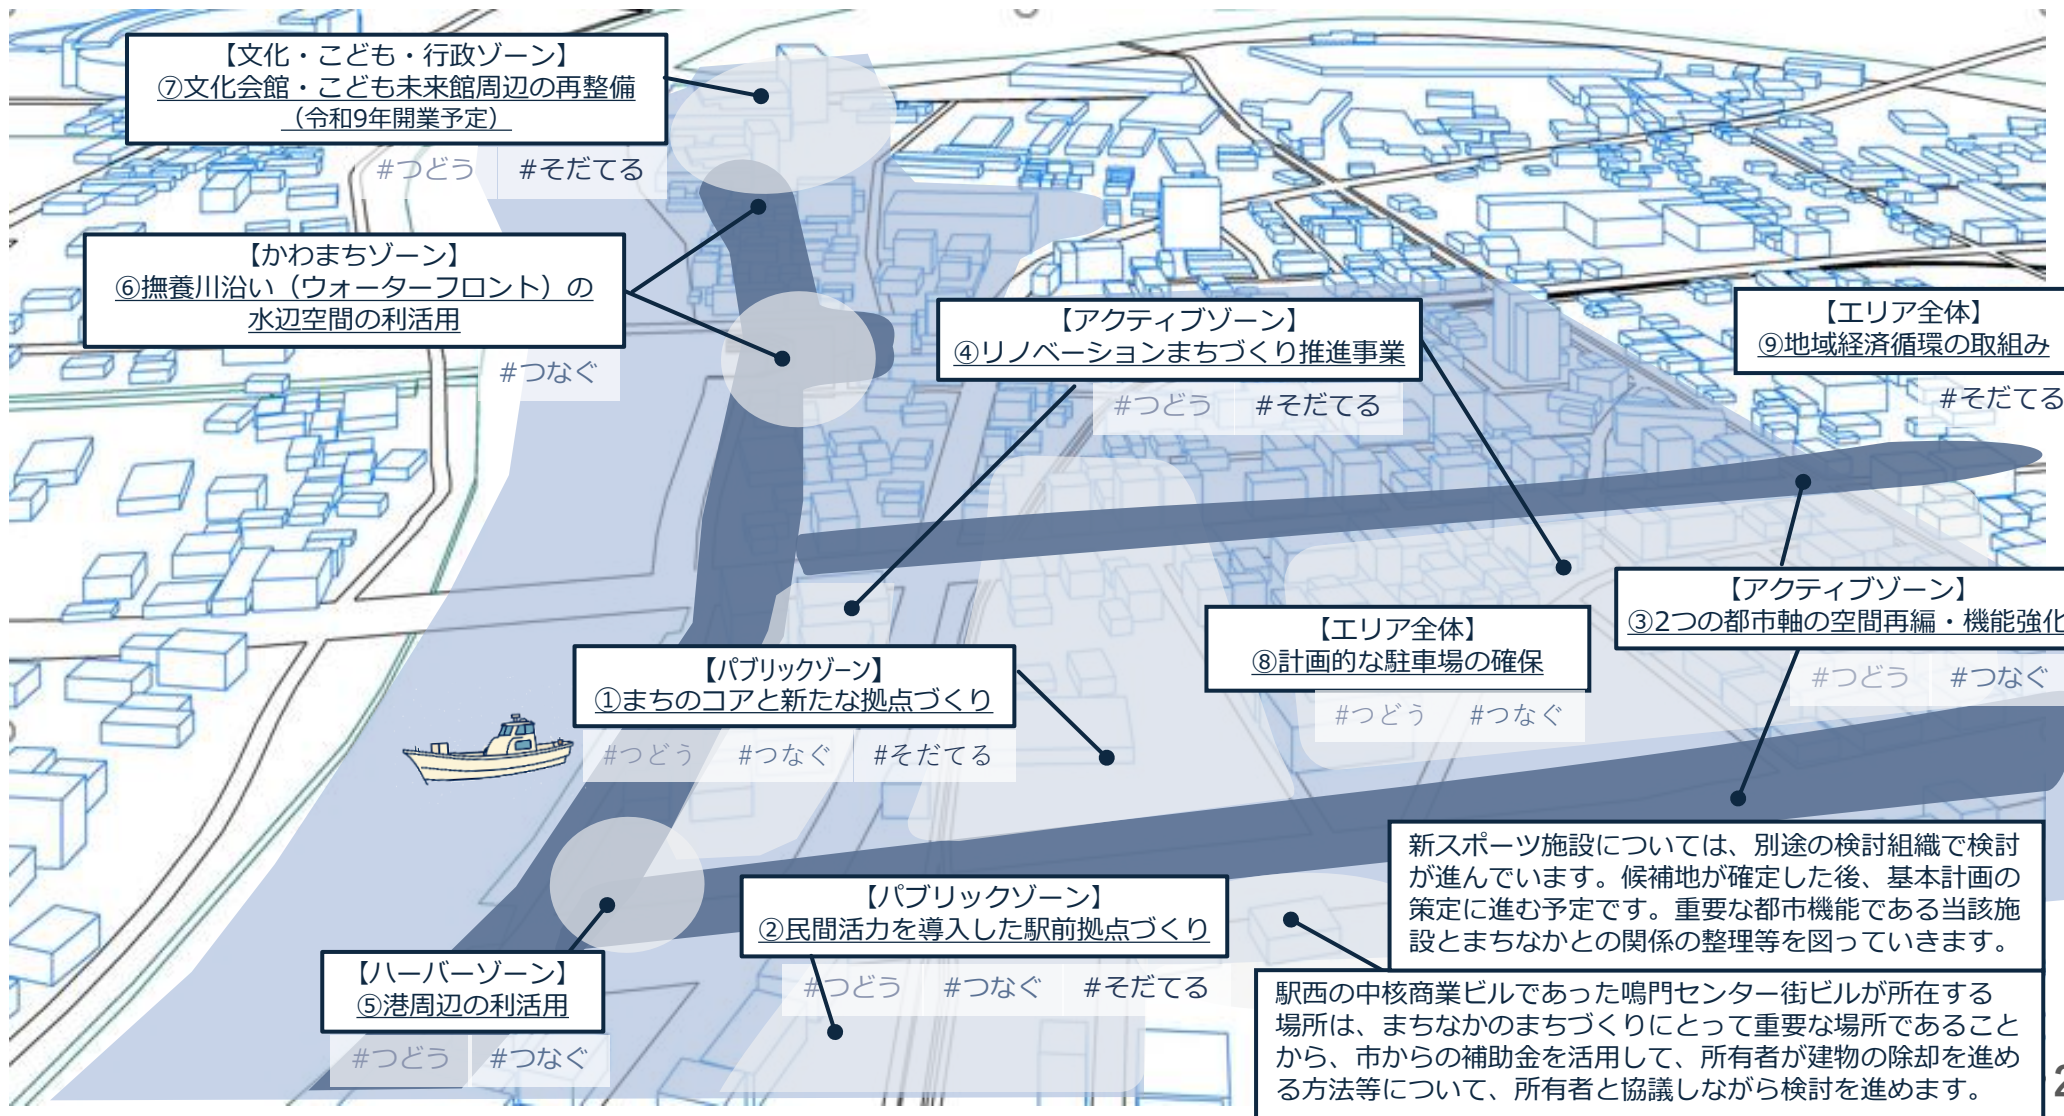 【文化・こども・行政ゾーン】
⑦文化会館・こども未来館周辺の再整備
（令和9年開業予定）
#つどう #そだてる
【かわまちゾーン】
⑥撫養川沿い（ウォーターフロント）の
水辺空間の利活用
#つなぐ
【アクティブゾーン】
④リノベーションまちづくり推進事業
#つどう #そだてる
【エリア全体】
⑨地域経済循環の取組み
#そだてる
【アクティブゾーン】
③2つの都市軸の空間再編・機能強化
#つどう #つなぐ
【エリア全体】
⑧計画的な駐車場の確保
#つどう #つなぐ
【パブリックゾーン】
①まちのコアと新たな拠点づくり
#つどう #つなぐ #そだてる
【パブリックゾーン】
②民間活力を導入した駅前拠点づくり
#つどう #つなぐ #そだてる
【ハーバーゾーン】
⑤港周辺の利活用
#つどう #つなぐ
新スポーツ施設については、別途の検討組織で検討
が進んでいます。候補地が確定した後、基本計画の
策定に進む予定です。重要な都市機能である当該施
設とまちなかとの関係の整理等を図っていきます。
駅西の中核商業ビルであった鳴門センター街ビルが所在する
場所は、まちなかのまちづくりにとって重要な場所であること
から、市からの補助金を活用して、所有者が建物の除却を進め
る方法等について、所有者と協議しながら検討を進めます。
2